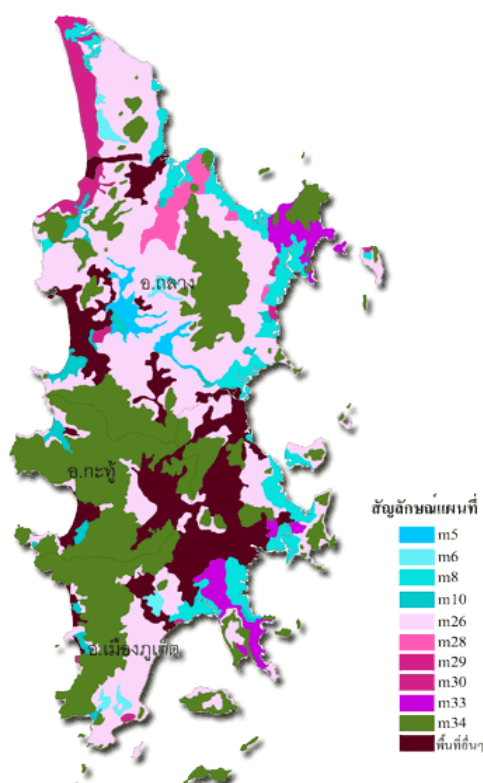 อ.ถลาง
อ.กะทู้
อ.เมืองภูเก็ต
สัญลักษณ์แผนที่
m5
m6
m8
m10
m26
m28
m29
m30
m33
m34
พื้นที่อื่นๆ